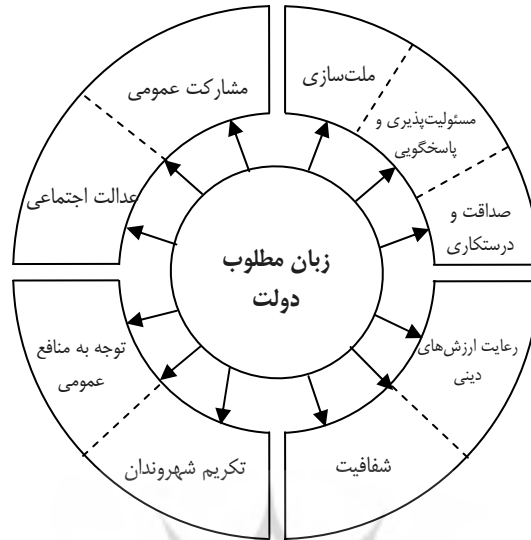 ملت‌سازی
مسئولیت‌پذیری و
پاسخگویی
صداقت و
درستکاری
مشارکت عمومی
عدالت اجتماعی
زبان مطلوب
دولت
رعایت ارزش‌های
دینی
شفافیت
توجه به منافع
عمومی
تکریم شهروندان